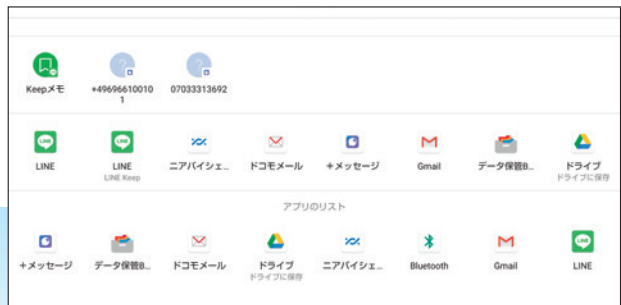 Keepメモ
+49696610010
1
07033313692
LINE
LINE
LINE Keep
ニアバイシェ...
ドコモメール
+メッセージ
Gmail
データ保管B...
ドライブ
ドライブに保存
アプリのリスト
+メッセージ
データ保管B...
ドコモメール
ドライブ
ドライブに保存
ニアバイシェ...
Bluetooth
Gmail
LINE